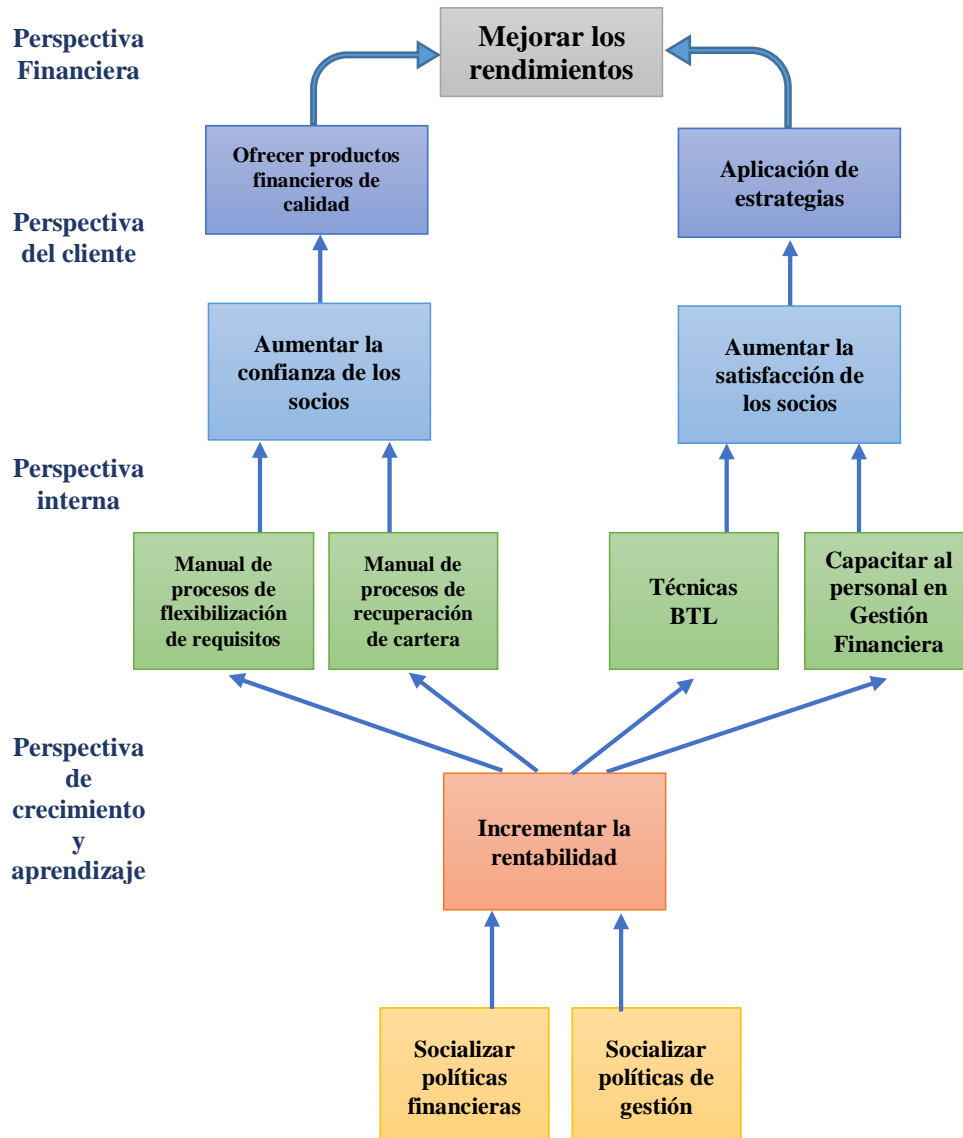 Perspectiva
Financiera
Mejorar los
rendimientos
Ofrecer productos
financieros de
calidad
Aplicación de
estrategias
Perspectiva
del cliente
Aumentar la
confianza de los
socios
Aumentar la
satisfacción de
los socios
Perspectiva
interna
Manual de
procesos de
flexibilización
de requisitos
Manual de
procesos de
recuperación
de cartera
Técnicas
BTL
Capacitar al
personal en
Gestión
Financiera
Perspectiva
de
crecimiento
y
aprendizaje
Incrementar la
rentabilidad
Socializar
políticas
financieras
Socializar
políticas de
gestión